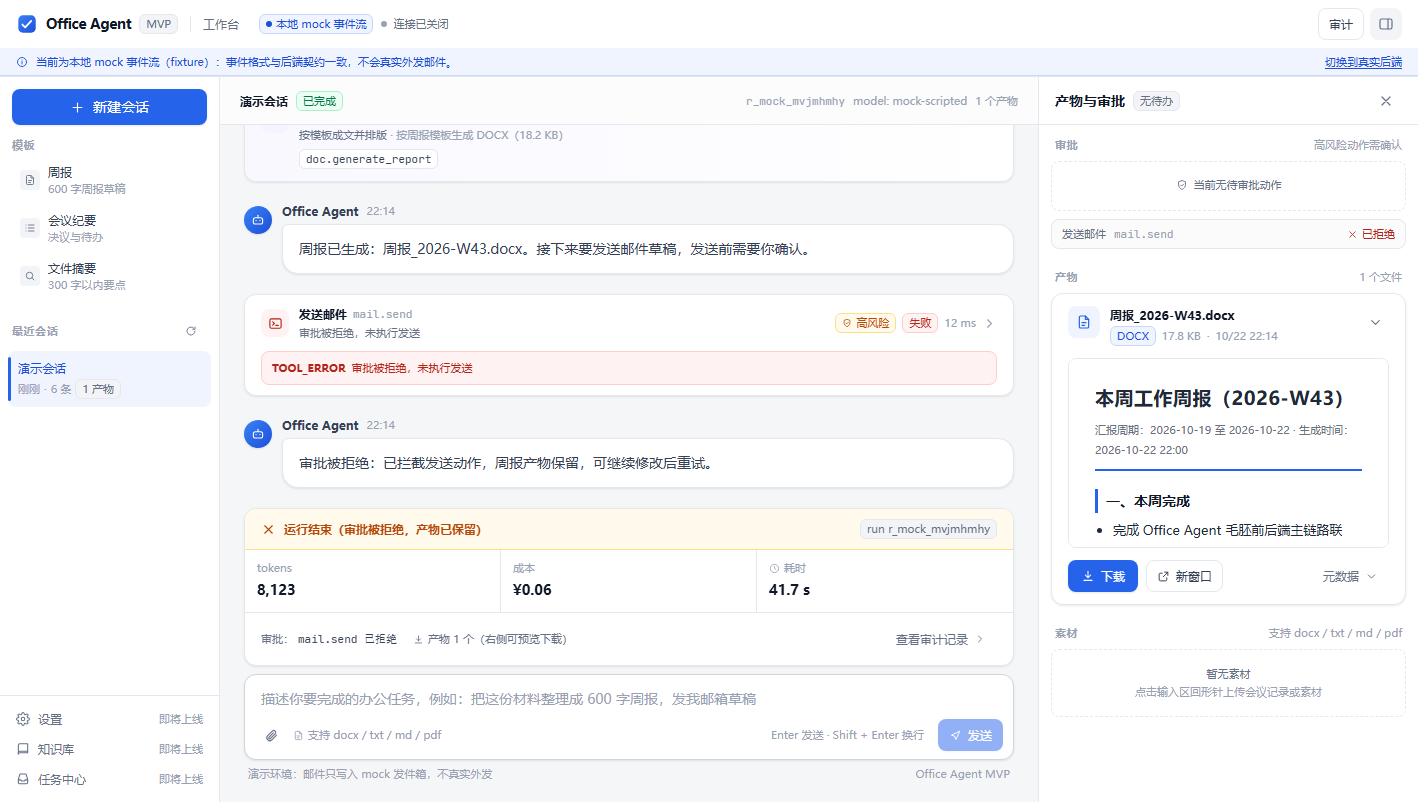 Office Agent MVP 工作台 本地 mock 事件流 连接已关闭 审计
当前为本地 mock 事件流（fixture）：事件格式与后端契约一致，不会真实外发邮件。 切换到真实后端
新建会话
模板
周报
600 字周报草稿
会议纪要
决议与待办
文件摘要
300 字以内要点
最近会话
演示会话
刚刚 · 6 条 1 产物
设置 即将上线
知识库 即将上线
任务中心 即将上线
演示会话 已完成 r_mock_mvjmhmhy model: mock-scripted 1 个产物
按模板成文并排版 · 按周报模板生成 DOCX（18.2 KB）
doc.generate_report
Office Agent 22:14
周报已生成：周报_2026-W43.docx。接下来要发送邮件草稿，发送前需要你确认。
发送邮件 mail.send
审批被拒绝，未执行发送
高风险 失败 12 ms
TOOL_ERROR 审批被拒绝，未执行发送
Office Agent 22:14
审批被拒绝：已拦截发送动作，周报产物保留，可继续修改后重试。
运行结束（审批被拒绝，产物已保留） run r_mock_mvjmhmhy
tokens
8,123
成本
¥0.06
耗时
41.7 s
审批： mail.send 已拒绝 产物 1 个（右侧可预览下载） 查看审计记录
描述你要完成的办公任务，例如：把这份材料整理成 600 字周报，发我邮箱草稿
支持 docx / txt / md / pdf Enter 发送 · Shift + Enter 换行 发送
演示环境：邮件只写入 mock 发件箱，不真实外发 Office Agent MVP
产物与审批 无待办
审批 高风险动作需确认
当前无待审批动作
发送邮件 mail.send 已拒绝
产物 1 个文件
周报_2026-W43.docx
DOCX 17.8 KB · 10/22 22:14
本周工作周报（2026-W43）
汇报周期：2026-10-19 至 2026-10-22 · 生成时间：
2026-10-22 22:00
一、本周完成
• 完成 Office Agent 毛胚前后端主链路联
下载 新窗口 元数据
素材 支持 docx / txt / md / pdf
暂无素材
点击输入区回形针上传会议记录或素材